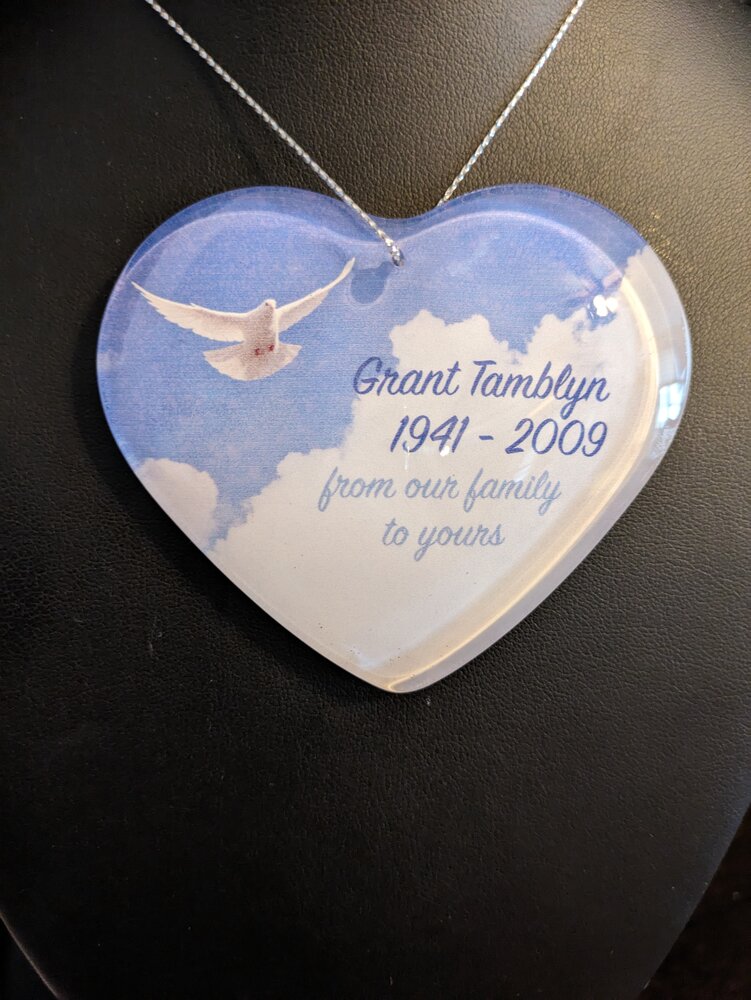 Grant Tamblyn
1941 - 2009
from our family
to yours